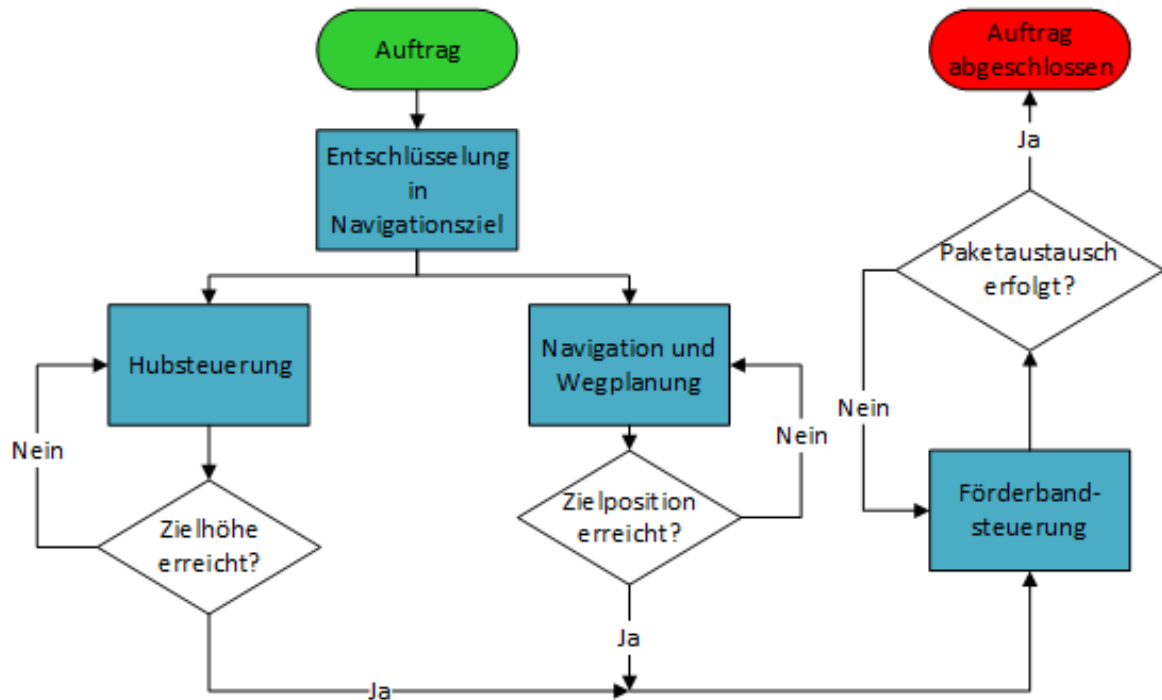 Auftrag
Entschlüsselung
in
Navigationsziel
Hubsteuerung
Nein
Zielhöhe
erreicht?
Ja
Navigation und
Wegplanung
Nein
Zielposition
erreicht?
Ja
Förderband-
steuerung
Nein
Paketaustausch
erfolgt?
Ja
Auftrag
abgeschlossen